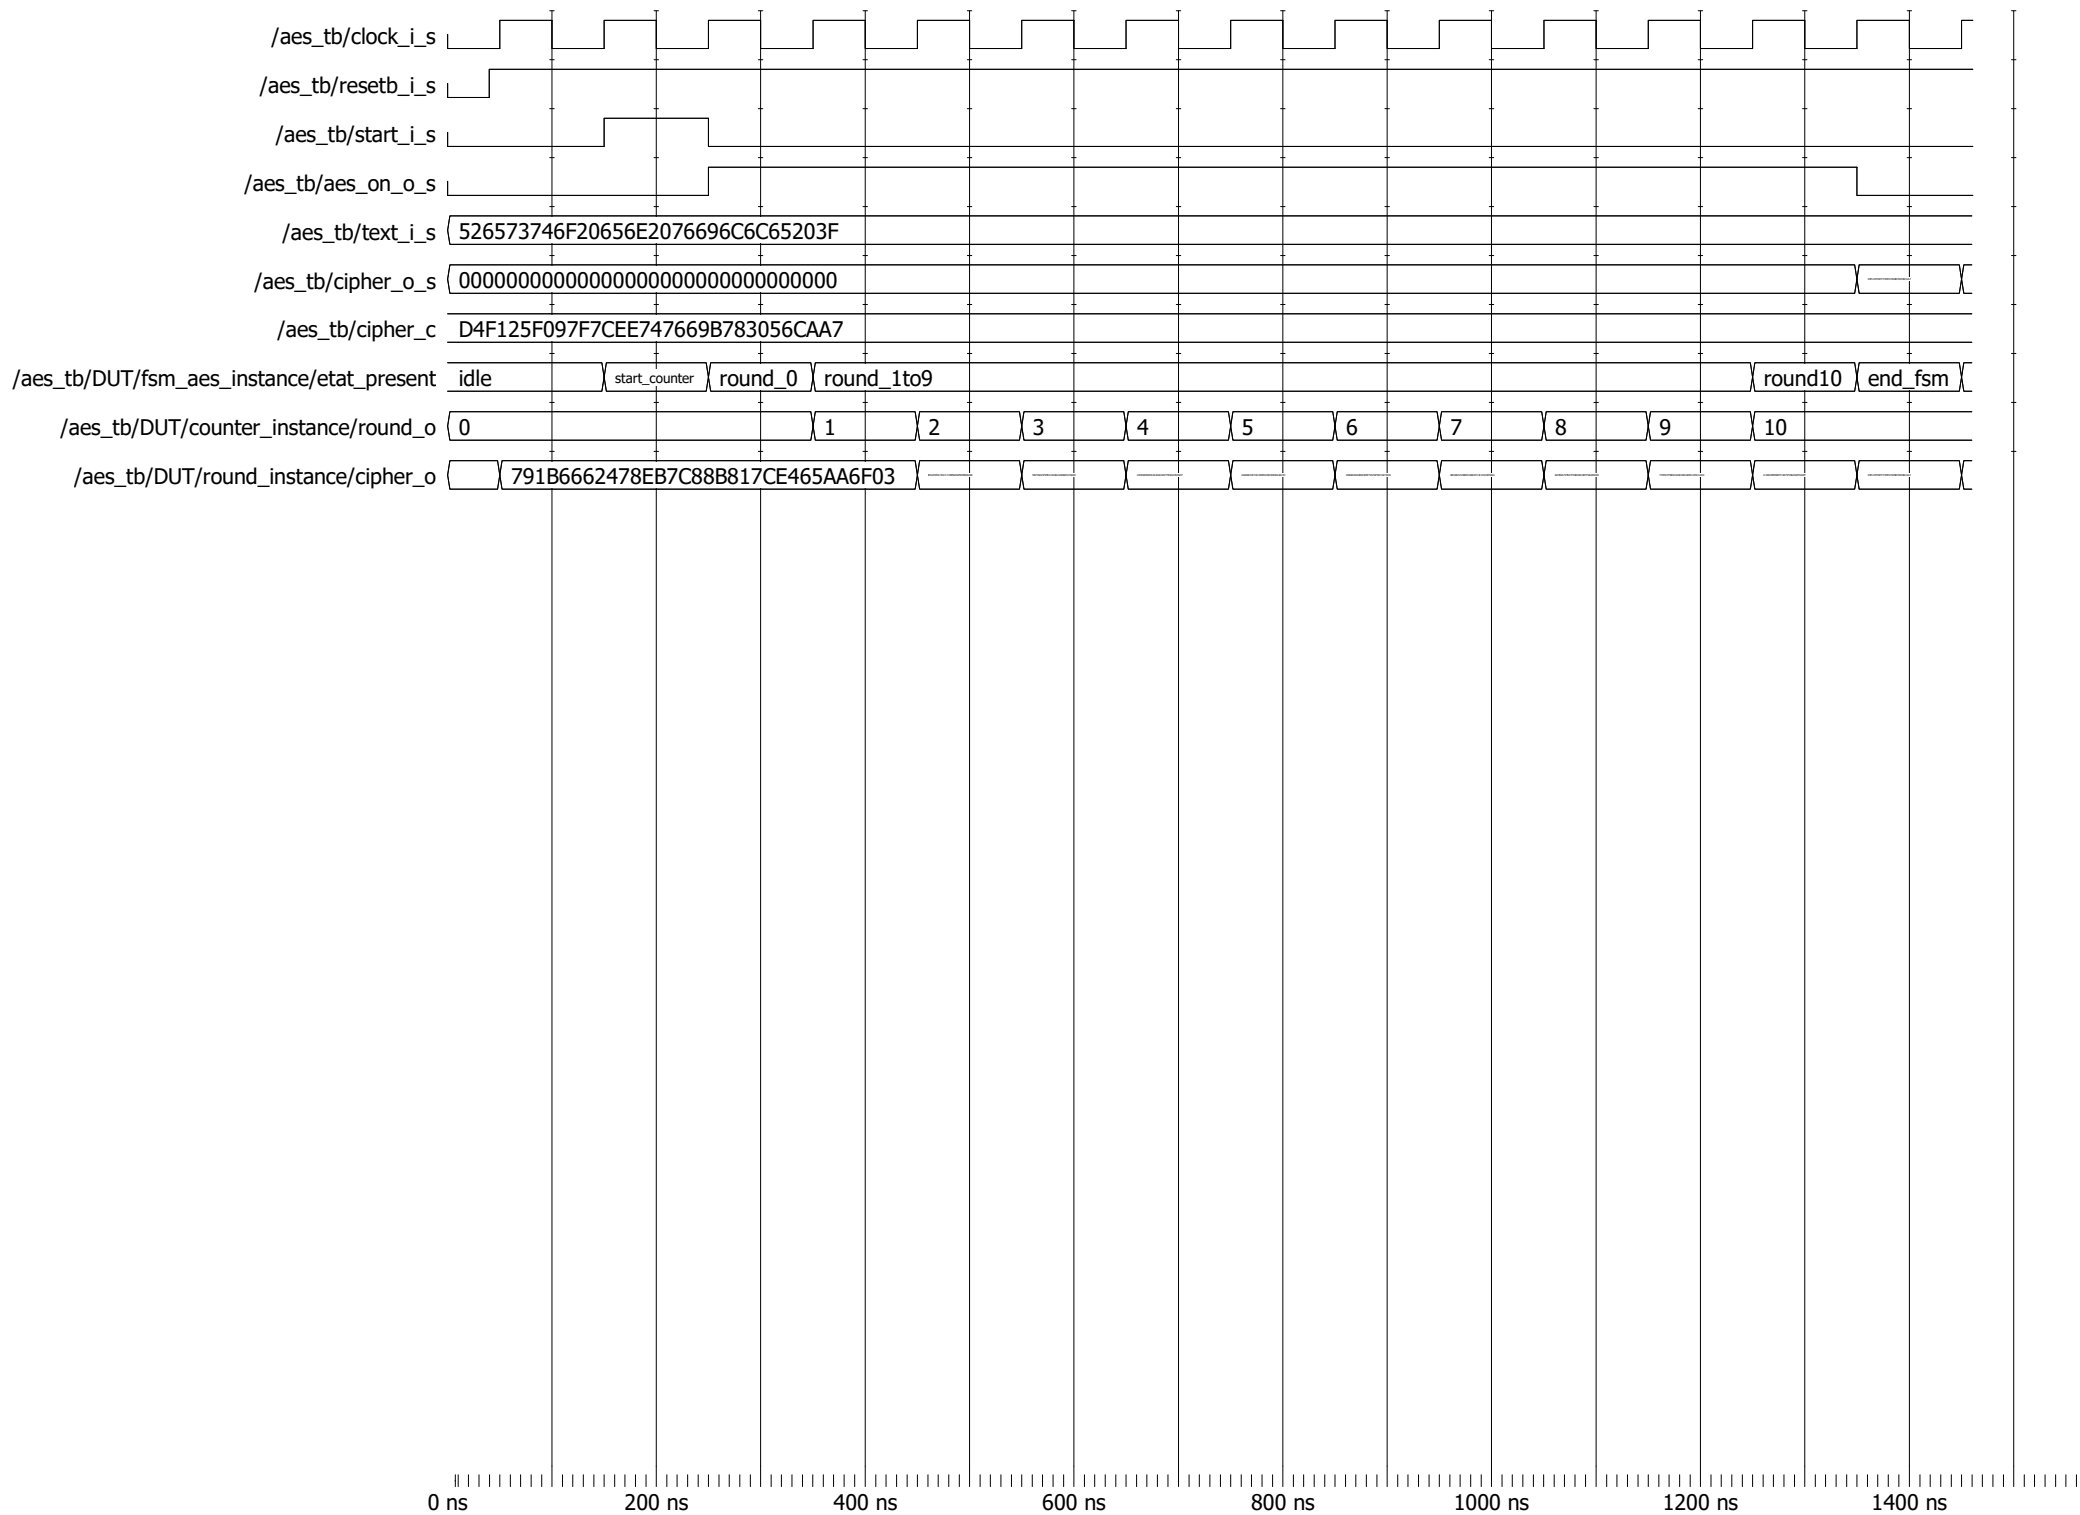 /aes_tb/clock_i_s
/aes_tb/resetb_i_s
/aes_tb/start_i_s
/aes_tb/aes_on_o_s
/aes_tb/text_i_s 526573746F20656E2076696C6C65203F
/aes_tb/cipher_o_s 00000000000000000000000000000000
/aes_tb/cipher_c D4F125F097F7CEE747669B783056CAA7
/aes_tb/DUT/fsm_aes_instance/etat_present idle start_counter round_0 round_1to9 round10 end_fsm
/aes_tb/DUT/counter_instance/round_o 0 1 2 3 4 5 6 7 8 9 10
/aes_tb/DUT/round_instance/cipher_o 791B6662478EB7C88B817CE465AA6F03
0 ns 200 ns 400 ns 600 ns 800 ns 1000 ns 1200 ns 1400 ns